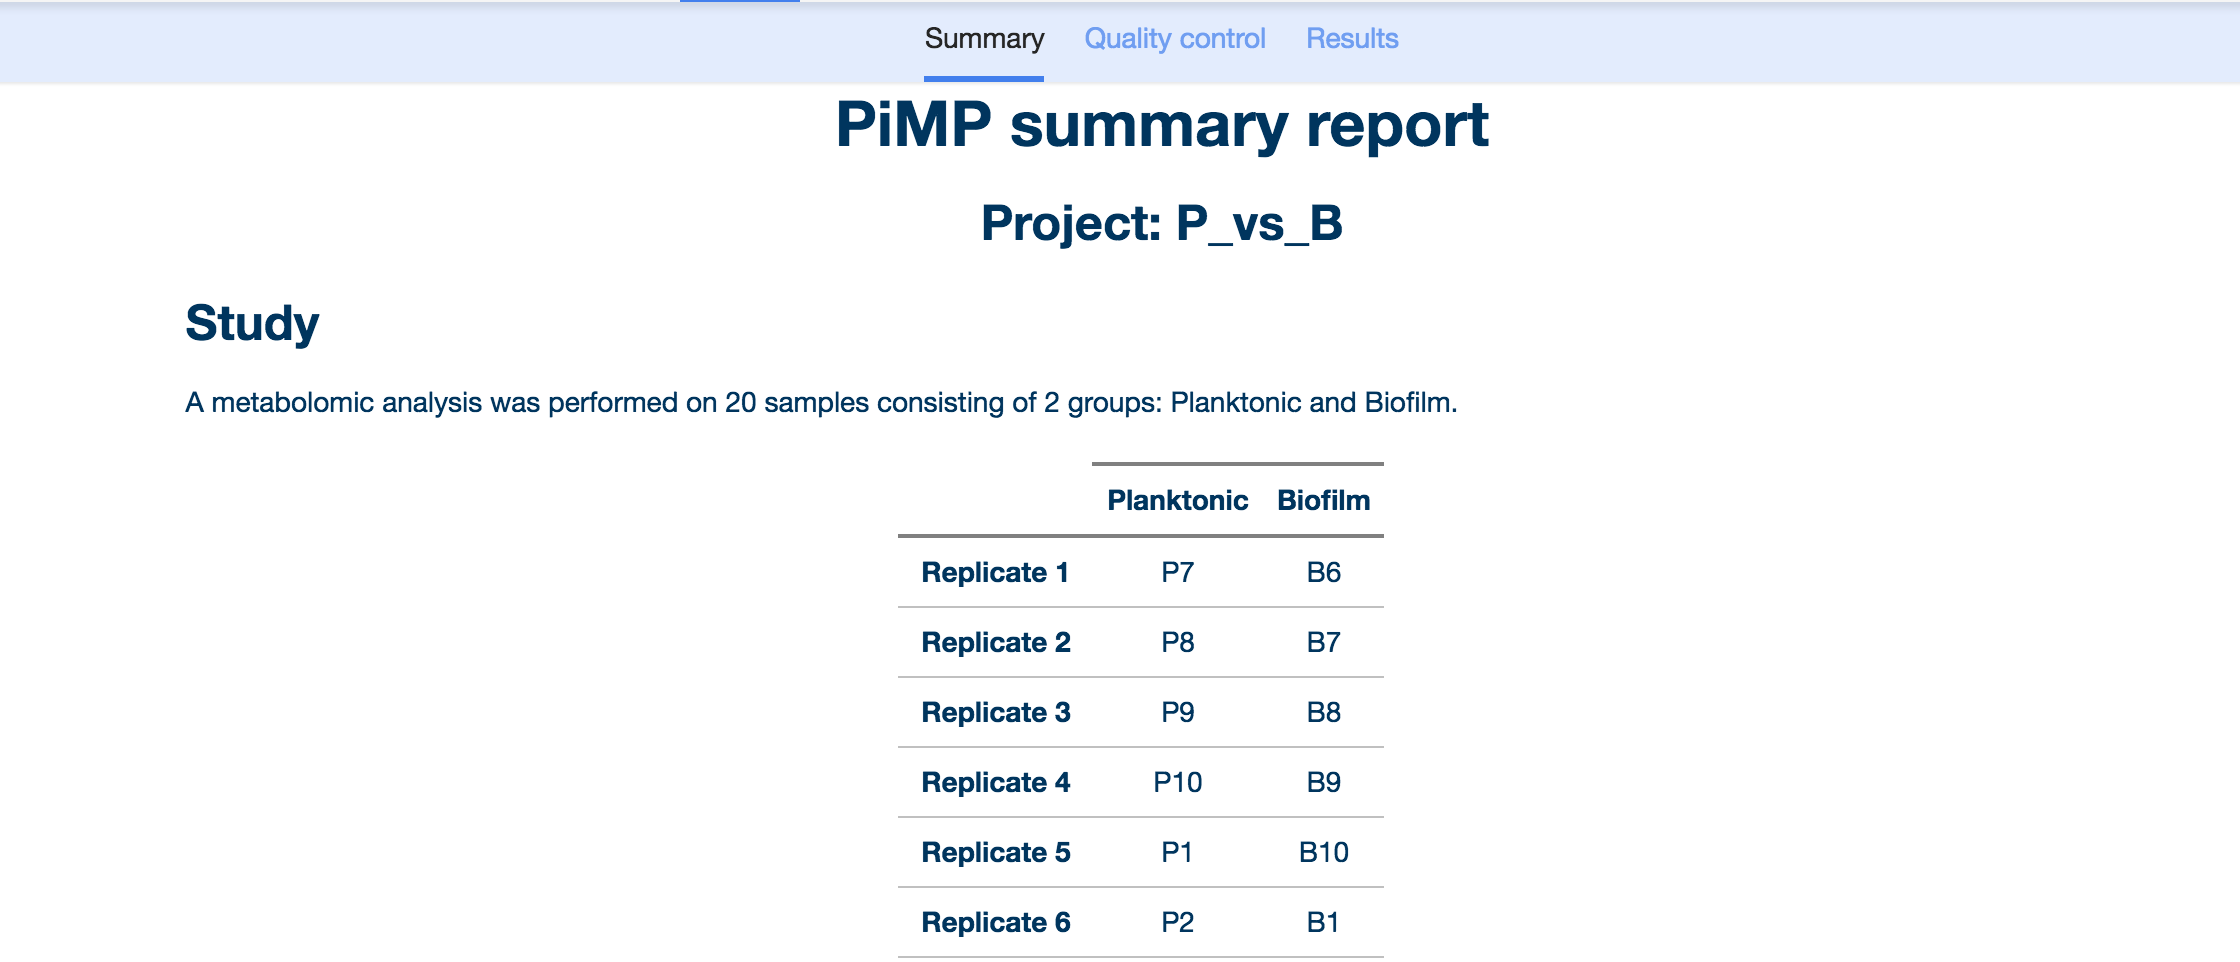 Summary Quality control Results
PiMP summary report
Project: P_vs_B
Study
A metabolomic analysis was performed on 20 samples consisting of 2 groups: Planktonic and Biofilm.
Planktonic Biofilm
Replicate 1 P7 B6
Replicate 2 P8 B7
Replicate 3 P9 B8
Replicate 4 P10 B9
Replicate 5 P1 B10
Replicate 6 P2 B1